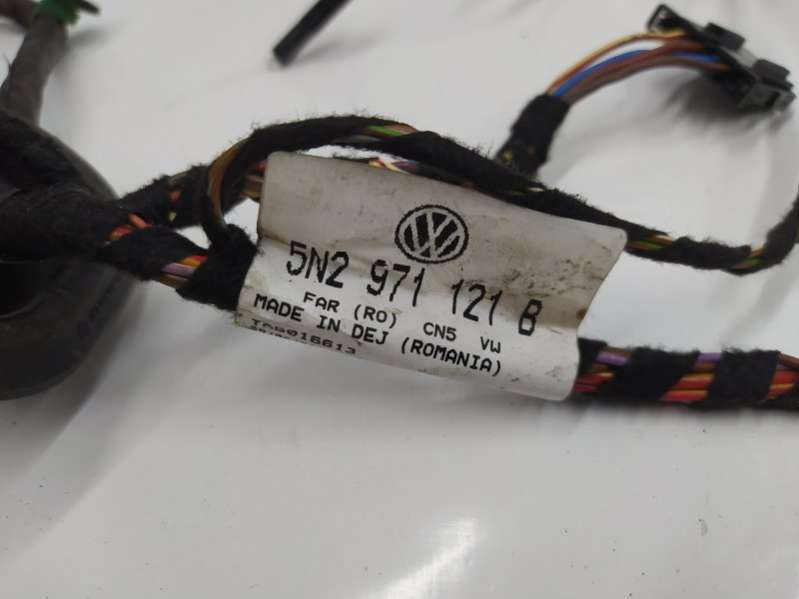 5N2 971 121 B
FAR (RO) CN5 VW
MADE IN DEJ (ROMANIA)